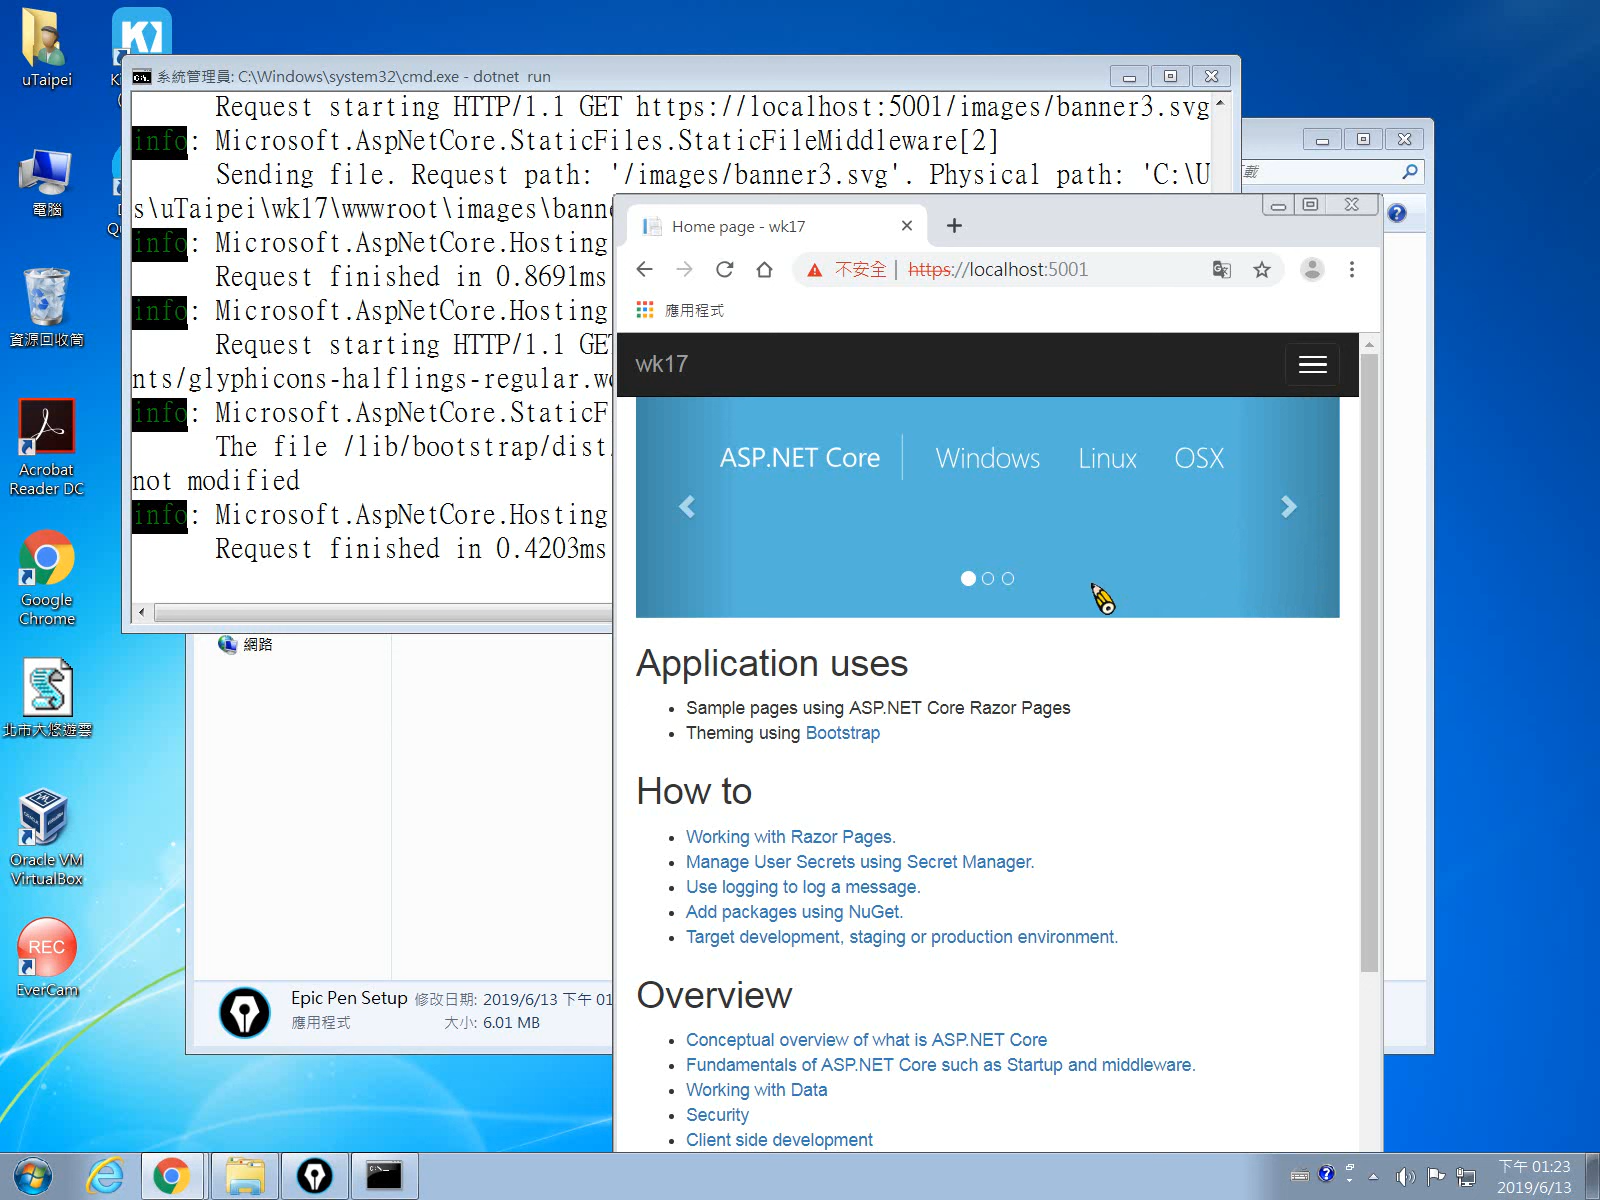 uTaipei
電腦
資源回收筒
Acrobat
Reader DC
Google
Chrome
北市大悠遊雲
Oracle VM
VirtualBox
REC
EverCam
系統管理員: C:\Windows\system32\cmd.exe - dotnet run
Request starting HTTP/1.1 GET https://localhost:5001/images/banner3.svg
info: Microsoft.AspNetCore.StaticFiles.StaticFileMiddleware[2]
Sending file. Request path: '/images/banner3.svg'. Physical path: 'C:\U
s\uTaipei\wk17\wwwroot\images\bann
info: Microsoft.AspNetCore.Hosting
Request finished in 0.8691ms
info: Microsoft.AspNetCore.Hosting
Request starting HTTP/1.1 GET
nts/glyphicons-halflings-regular.wo
info: Microsoft.AspNetCore.StaticF
The file /lib/bootstrap/dist
not modified
info: Microsoft.AspNetCore.Hosting
Request finished in 0.4203ms
網路
Epic Pen Setup 修改日期: 2019/6/13 下午 01
應用程式 大小: 6.01 MB
載
Home page - wk17
不安全 | https://localhost:5001
應用程式
wk17
ASP.NET Core Windows Linux OSX
Application uses
Sample pages using ASP.NET Core Razor Pages
Theming using Bootstrap
How to
Working with Razor Pages.
Manage User Secrets using Secret Manager.
Use logging to log a message.
Add packages using NuGet.
Target development, staging or production environment.
Overview
Conceptual overview of what is ASP.NET Core
Fundamentals of ASP.NET Core such as Startup and middleware.
Working with Data
Security
Client side development
下午 01:23
2019/6/13